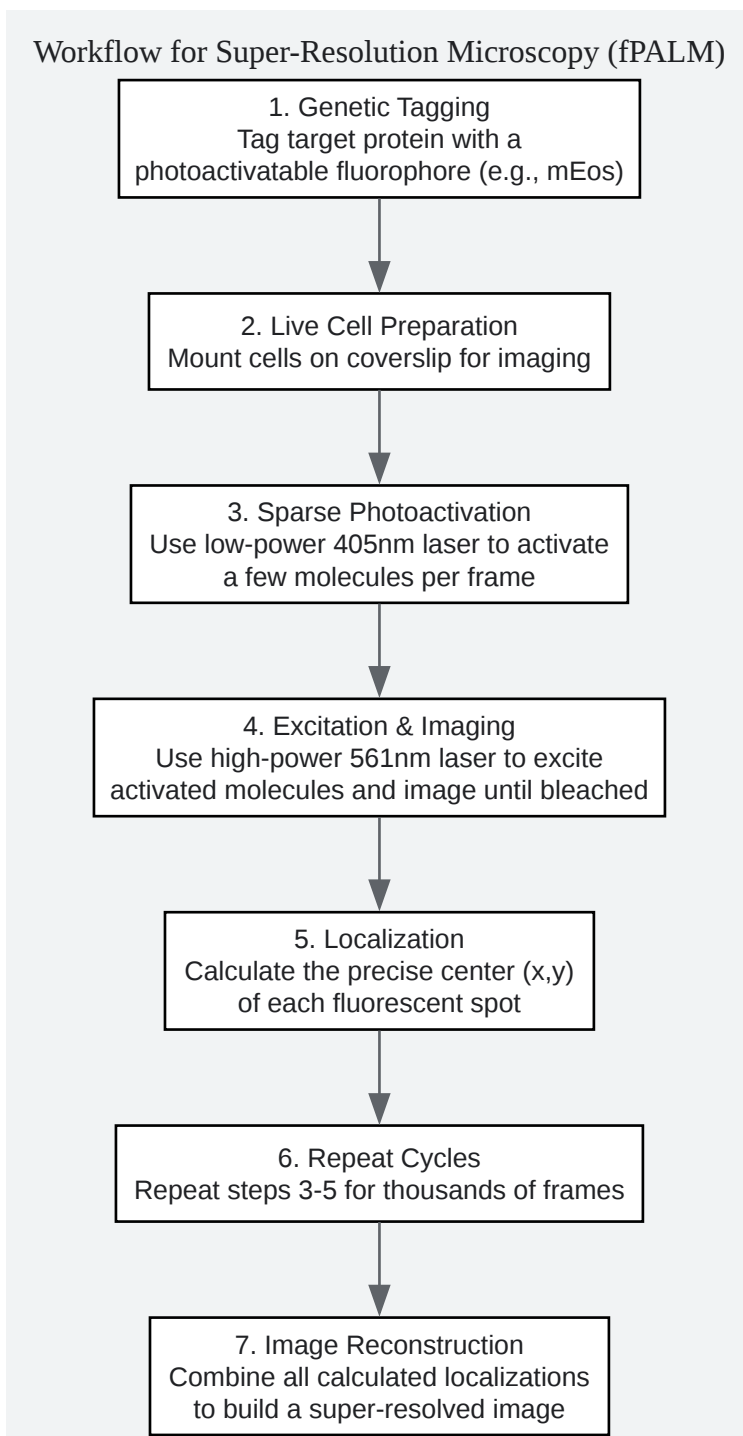 Workflow for Super-Resolution Microscopy (fPALM)
1. Genetic Tagging
Tag target protein with a
photoactivatable fluorophore (e.g., mEos)
2. Live Cell Preparation
Mount cells on coverslip for imaging
3. Sparse Photoactivation
Use low-power 405nm laser to activate
a few molecules per frame
4. Excitation & Imaging
Use high-power 561nm laser to excite
activated molecules and image until bleached
5. Localization
Calculate the precise center (x,y)
of each fluorescent spot
6. Repeat Cycles
Repeat steps 3-5 for thousands of frames
7. Image Reconstruction
Combine all calculated localizations
to build a super-resolved image